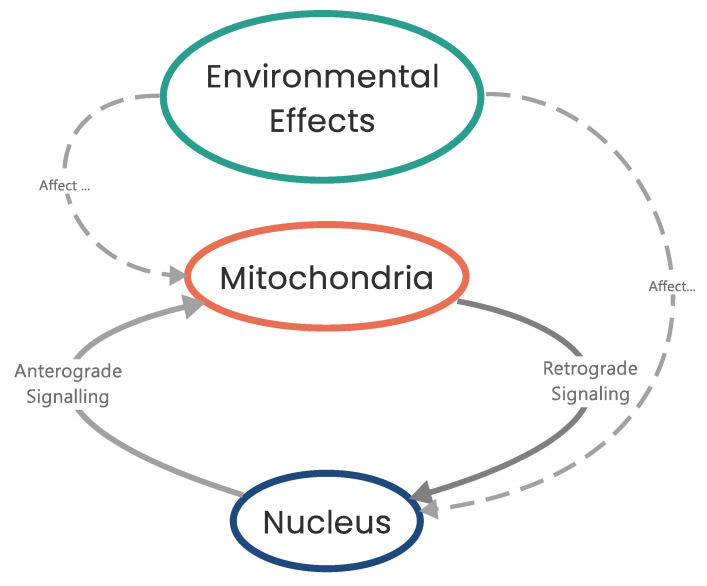 Environmental
Effects
Affect ...
Mitochondria
Affect...
Anterograde
Signalling
Retrograde
Signaling
Nucleus